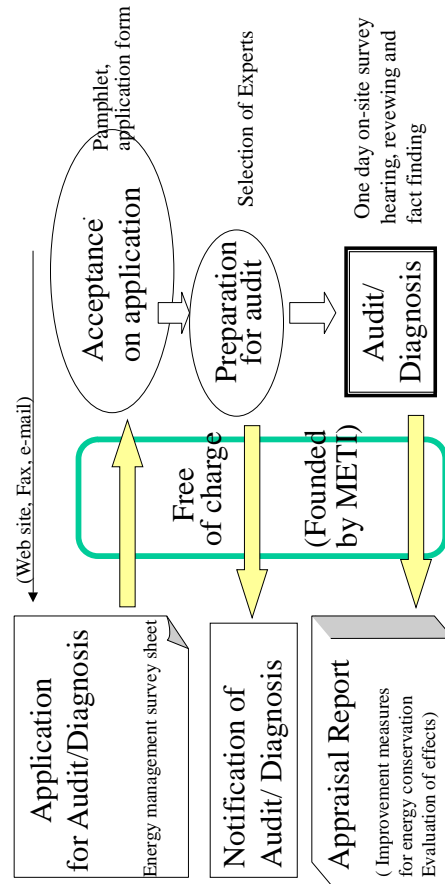 (Web site, Fax, e-mail)
Application
for Audit/Diagnosis
Energy management survey sheet
Acceptance
on application
Pamphlet,
application form
Notification of
Audit/ Diagnosis
Free
of charge
Preparation
for audit
Selection of Experts
(Founded
by METI)
Appraisal Report
( Improvement measures
for energy conservation
Evaluation of effects)
Audit/
Diagnosis
One day on-site survey
hearing, revewing and
fact finding